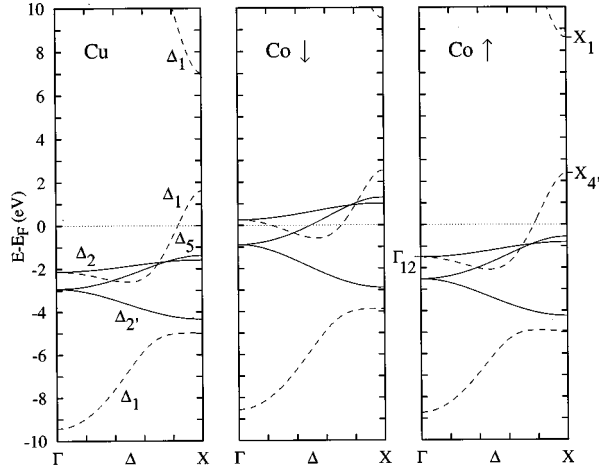 10
8
6
4
2
0
-2
-4
-6
-8
-10
E-E_F (eV)
Cu
Δ₁
Δ₁
Δ₅
Δ₂
Δ₂'
Δ₁
Γ Δ X
Co ↓
Γ Δ X
Co ↑
X₁
X₄'
Γ₁₂
Γ Δ X